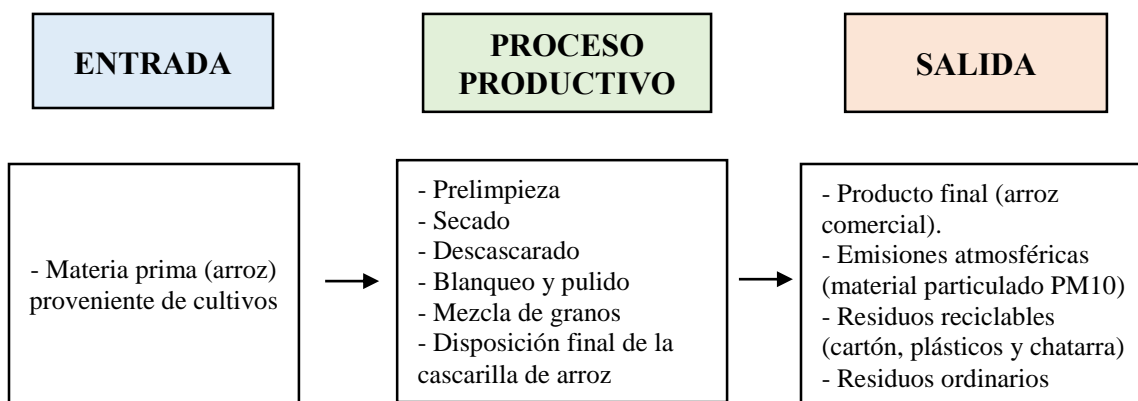 ENTRADA
PROCESO
PRODUCTIVO
SALIDA
- Materia prima (arroz)
proveniente de cultivos
- Prelimpieza
- Secado
- Descascarado
- Blanqueo y pulido
- Mezcla de granos
- Disposición final de la
cascarilla de arroz
- Producto final (arroz
comercial).
- Emisiones atmosféricas
(material particulado PM10)
- Residuos reciclables
(cartón, plásticos y chatarra)
- Residuos ordinarios